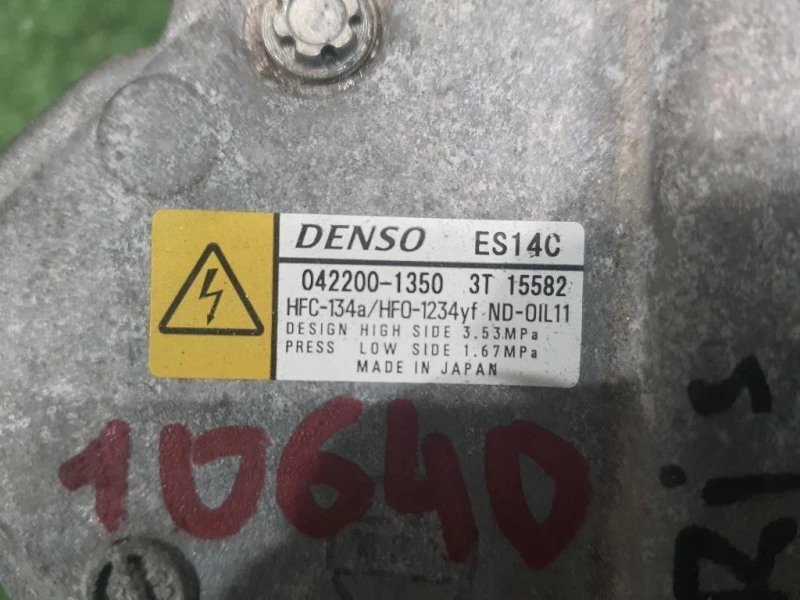 DENSO ES14C
042200-1350 3T 15582
HFC-134a/HFO-1234yf ND-OIL11
DESIGN HIGH SIDE 3.53MPa
PRESS LOW SIDE 1.67MPa
MADE IN JAPAN
10640
Ris